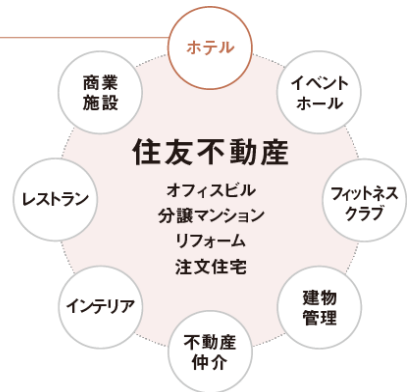 ホテル
商業
施設
イベント
ホール
住友不動産
オフィスビル
分譲マンション
リフォーム
注文住宅
レストラン
フィットネス
クラブ
インテリア
建物
管理
不動産
仲介